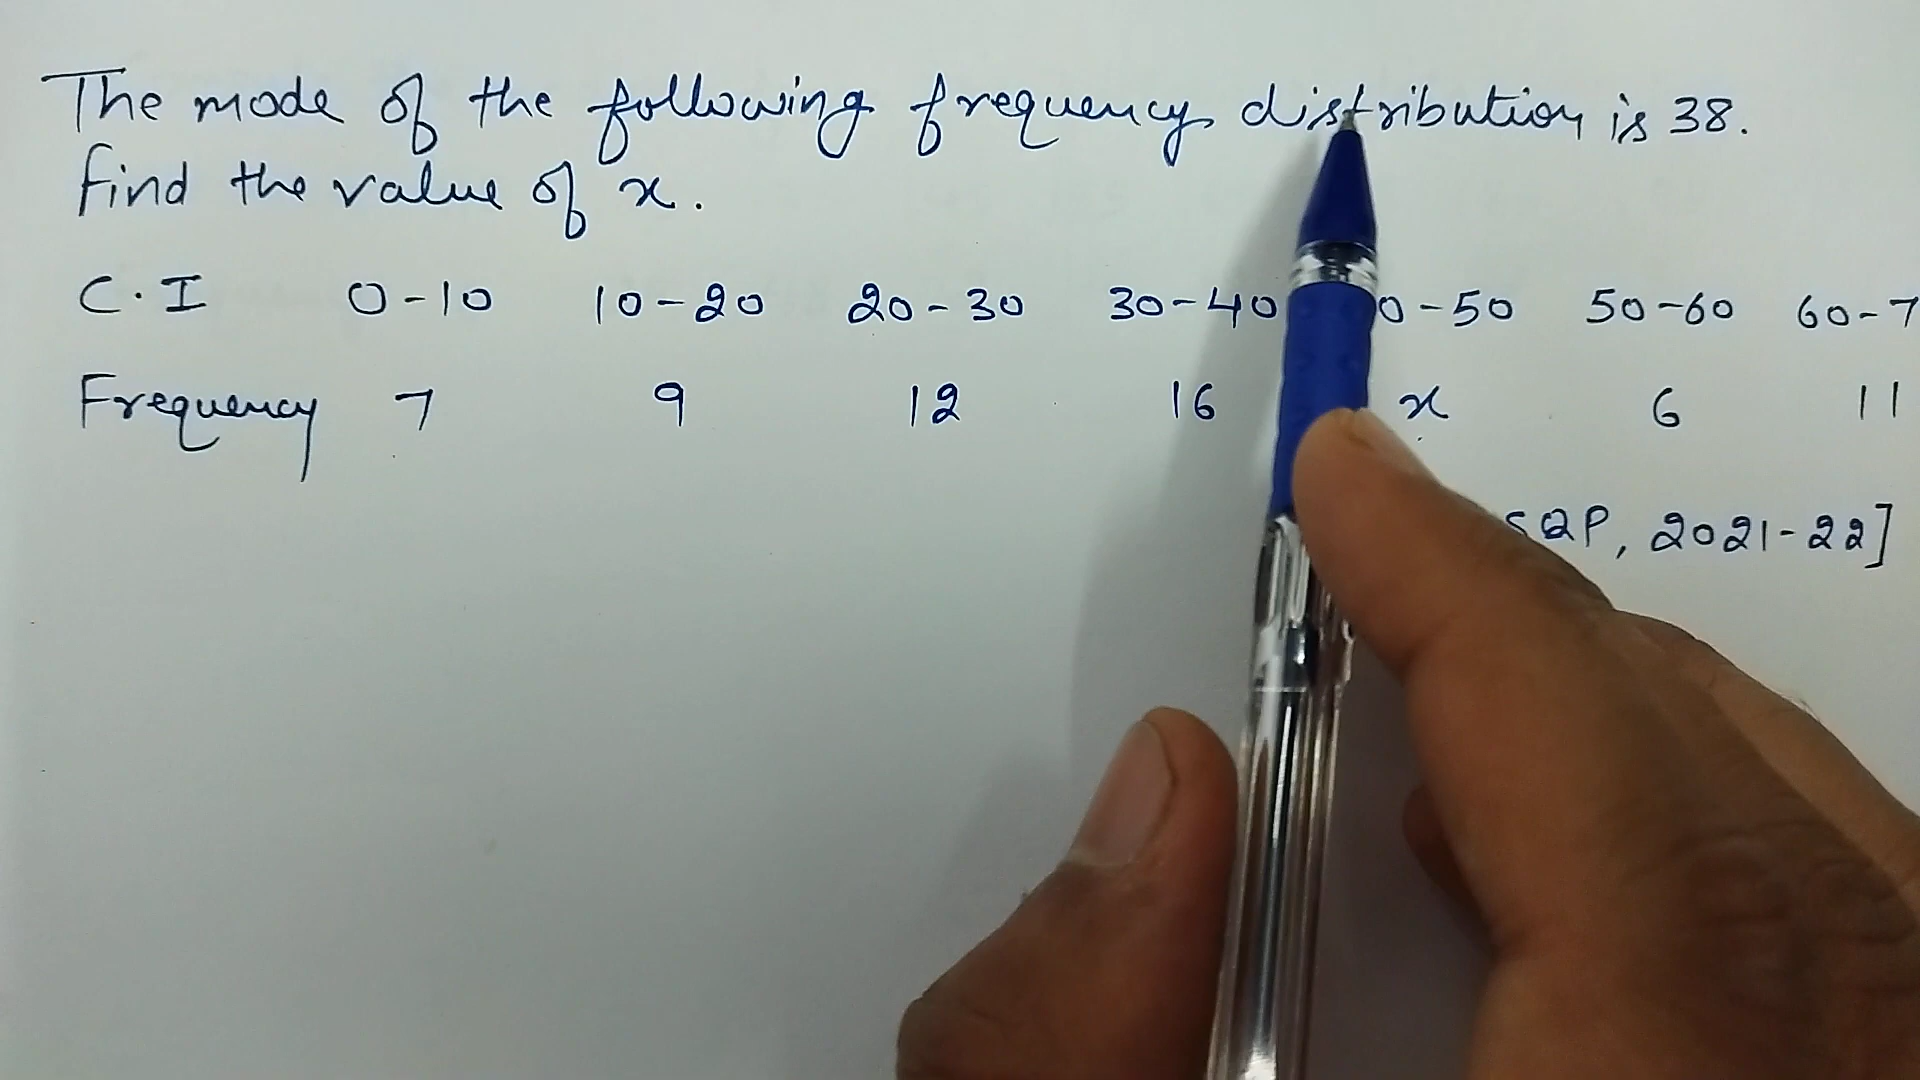 The mode of the following frequency distribution is 38.
find the value of x.
C.I 0-10 10-20 20-30 30-40 0-50 50-60 60-7
Frequency 7 9 12 16 x 6 11
SQP, 2021-22]